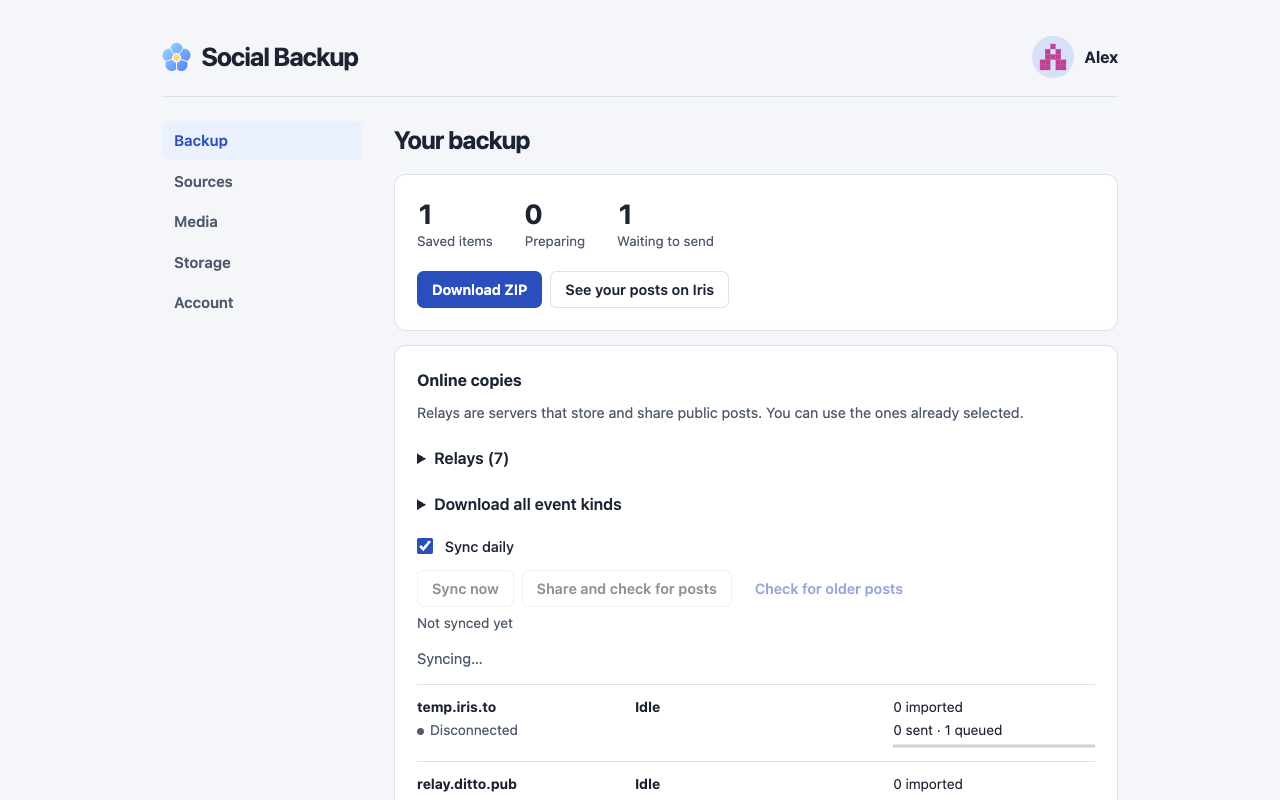 Social Backup
Alex
Backup
Sources
Media
Storage
Account
Your backup
1
Saved items
0
Preparing
1
Waiting to send
Download ZIP
See your posts on Iris
Online copies
Relays are servers that store and share public posts. You can use the ones already selected.
Relays (7)
Download all event kinds
Sync daily
Sync now
Share and check for posts
Check for older posts
Not synced yet
Syncing...
temp.iris.to
Idle
0 imported
Disconnected
0 sent · 1 queued
relay.ditto.pub
Idle
0 imported